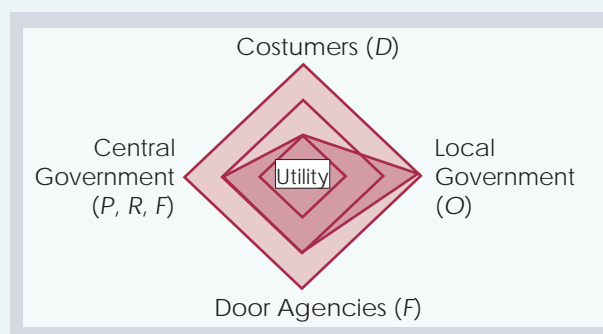 Costumers (D)
Central
Government
(P, R, F)
Utility
Local
Government
(O)
Door Agencies (F)